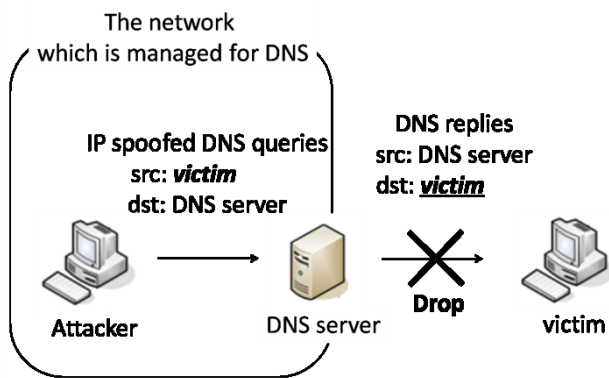 The network
which is managed for DNS
IP spoofed DNS queries
src: victim
dst: DNS server
DNS replies
src: DNS server
dst: victim
Drop
Attacker
DNS server
victim